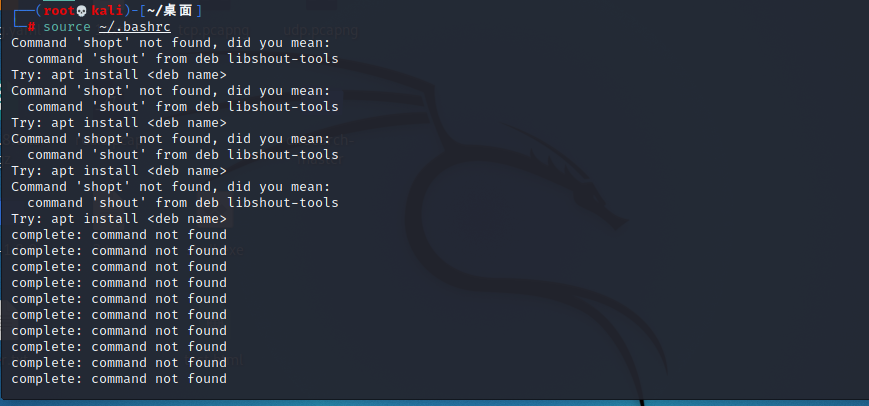 ┌──(root💀kali)-[~/桌面]
└─# source ~/.bashrc
Command 'shopt' not found, did you mean:
  command 'shout' from deb libshout-tools
Try: apt install <deb name>
Command 'shopt' not found, did you mean:
  command 'shout' from deb libshout-tools
Try: apt install <deb name>
Command 'shopt' not found, did you mean:
  command 'shout' from deb libshout-tools
Try: apt install <deb name>
Command 'shopt' not found, did you mean:
  command 'shout' from deb libshout-tools
Try: apt install <deb name>
complete: command not found
complete: command not found
complete: command not found
complete: command not found
complete: command not found
complete: command not found
complete: command not found
complete: command not found
complete: command not found
complete: command not found